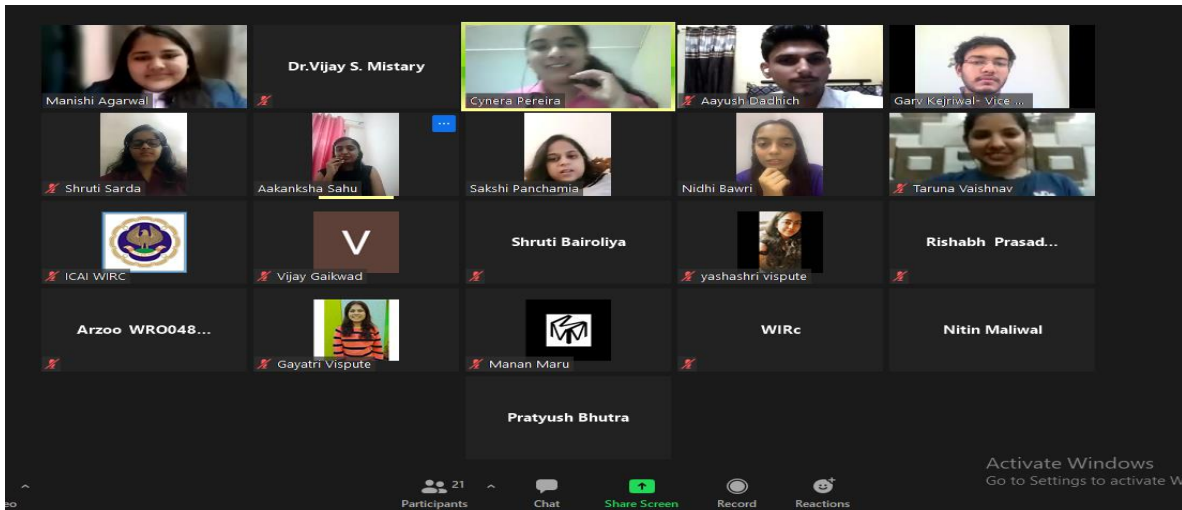 Manishi Agarwal
Dr.Vijay S. Mistary
Cynera Pereira
Aayush Dadhich
Garv Kejriwal- Vice ...
Shruti Sarda
Aakanksha Sahu
...
Sakshi Panchamia
Nidhi Bawri
Taruna Vaishnav
ICAI WIRC
V
Vijay Gaikwad
Shruti Bairoliya
yashashri vispute
Rishabh Prasad...
Arzoo WRO048...
Gayatri Vispute
Manan Maru
WIRc
Nitin Maliwal
Pratyush Bhutra
Activate Windows
Go to Settings to activate W
eo
21
Participants
Chat
Share Screen
Record
Reactions